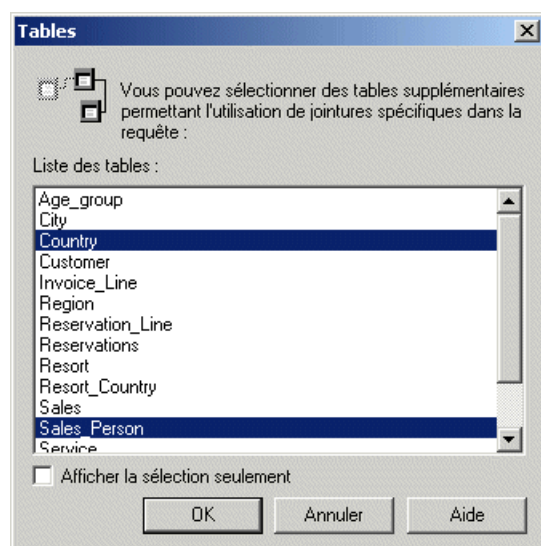 Tables
Vous pouvez sélectionner des tables supplémentaires
permettant l'utilisation de jointures spécifiques dans la
requête :
Liste des tables :
Age_group
City
Country
Customer
Invoice_Line
Region
Reservation_Line
Reservations
Resort
Resort_Country
Sales
Sales_Person
Service
Afficher la sélection seulement
OK
Annuler
Aide